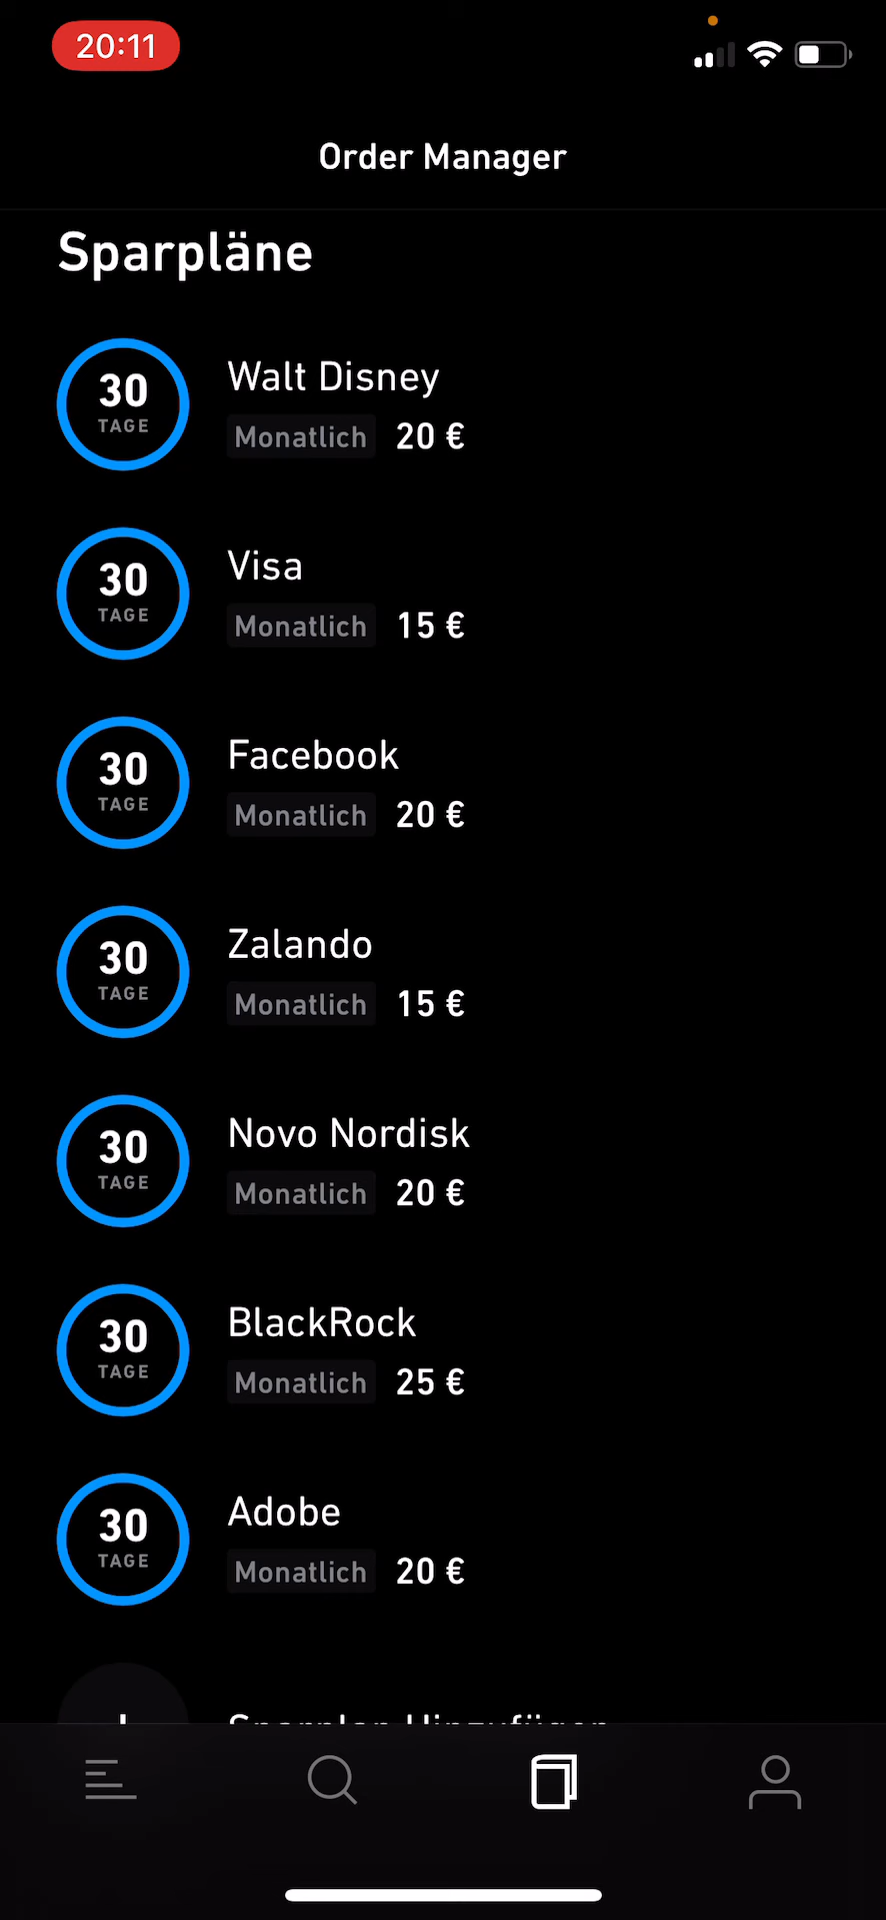 20:11
Order Manager
Sparpläne
30
TAGE
Walt Disney
Monatlich 20 €
30
TAGE
Visa
Monatlich 15 €
30
TAGE
Facebook
Monatlich 20 €
30
TAGE
Zalando
Monatlich 15 €
30
TAGE
Novo Nordisk
Monatlich 20 €
30
TAGE
BlackRock
Monatlich 25 €
30
TAGE
Adobe
Monatlich 20 €
Sparplan Hinzufügen